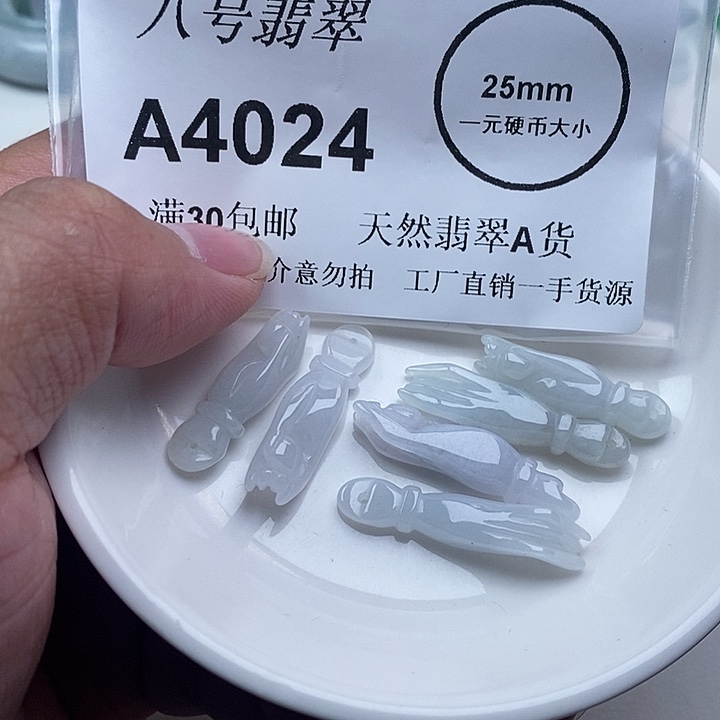 八号翡翠
25mm
一元硬币大小
A4024
满30包邮 天然翡翠A货
介意勿拍 工厂直销一手货源